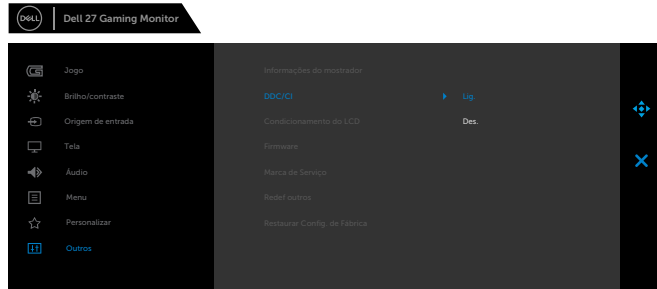 DELL
Dell 27 Gaming Monitor
Jogo
Brilho/contraste
Origem de entrada
Tela
Áudio
Menu
Personalizar
Outros
Informações do mostrador
DDC/CI
Lig.
Des.
Condicionamento do LCD
Firmware
Marca de Serviço
Redef outros
Restaurar Config. de Fábrica